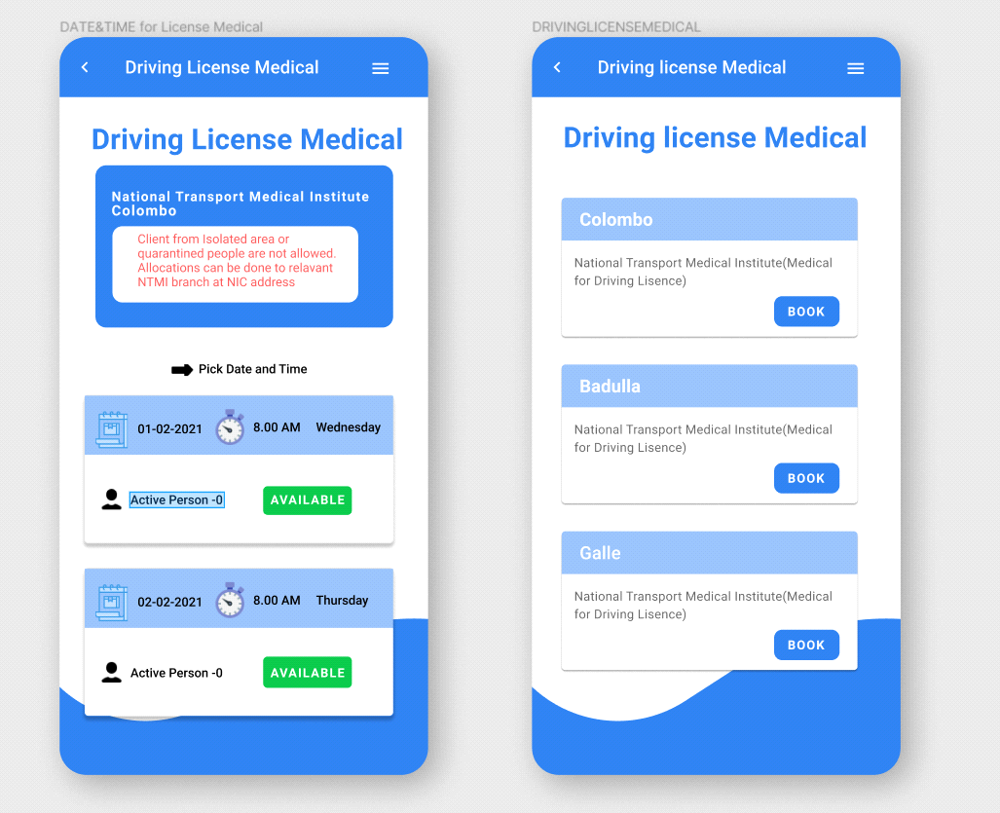 DATE&TIME for License Medical
Driving License Medical
Driving License Medical
National Transport Medical Institute
Colombo
Client from Isolated area or
quarantined people are not allowed.
Allocations can be done to relavant
NTMI branch at NIC address
Pick Date and Time
01-02-2021 8.00 AM Wednesday
Active Person -0 AVAILABLE
02-02-2021 8.00 AM Thursday
Active Person -0 AVAILABLE
DRIVINGLICENSEMEDICAL
Driving license Medical
Driving license Medical
Colombo
National Transport Medical Institute(Medical
for Driving Lisence)
BOOK
Badulla
National Transport Medical Institute(Medical
for Driving Lisence)
BOOK
Galle
National Transport Medical Institute(Medical
for Driving Lisence)
BOOK